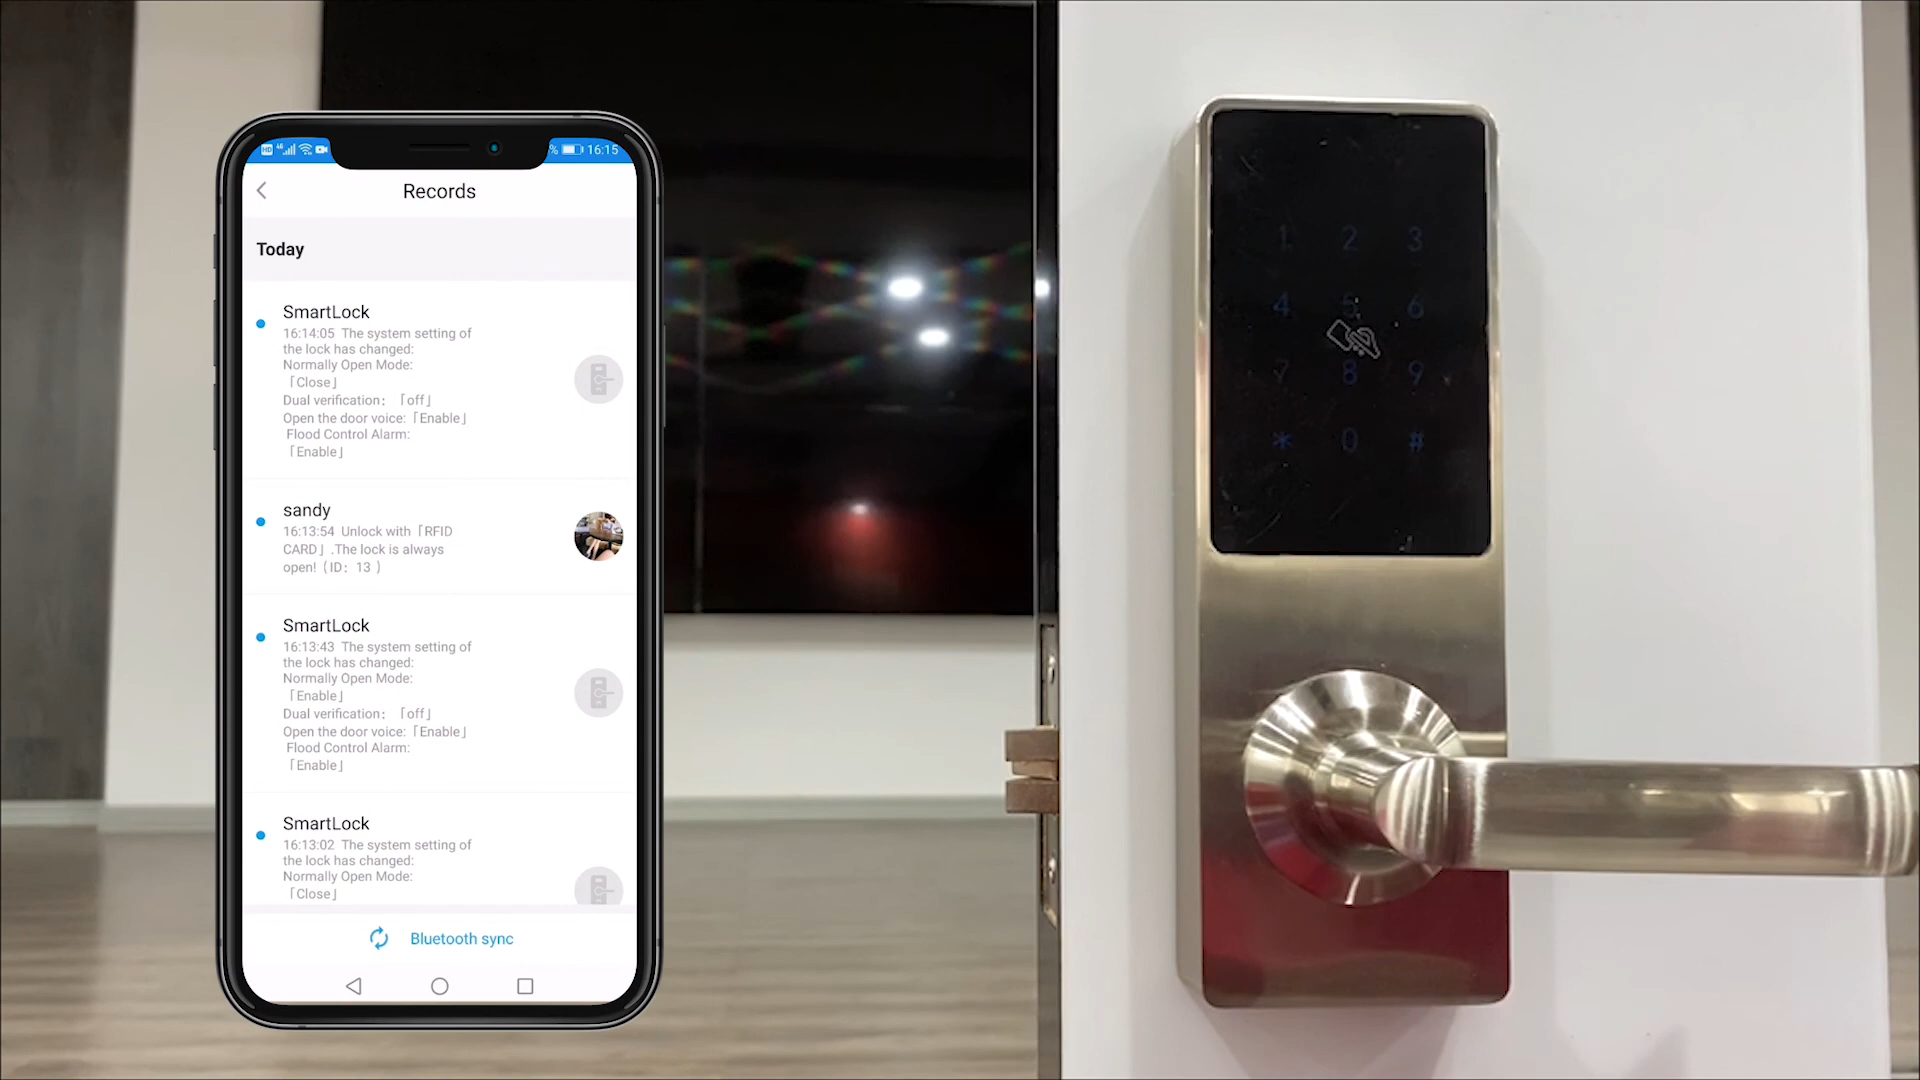 HD 4G % 16:15
Records
Today
SmartLock
16:14:05 The system setting of
the lock has changed:
Normally Open Mode:
「Close」
Dual verification: 「off」
Open the door voice:「Enable」
Flood Control Alarm:
「Enable」
sandy
16:13:54 Unlock with「RFID
CARD」.The lock is always
open! ( ID: 13 )
SmartLock
16:13:43 The system setting of
the lock has changed:
Normally Open Mode:
「Enable」
Dual verification: 「off」
Open the door voice:「Enable」
Flood Control Alarm:
「Enable」
SmartLock
16:13:02 The system setting of
the lock has changed:
Normally Open Mode:
「Close」
Bluetooth sync
1 2 3
4 5 6
7 8 9
* 0 #